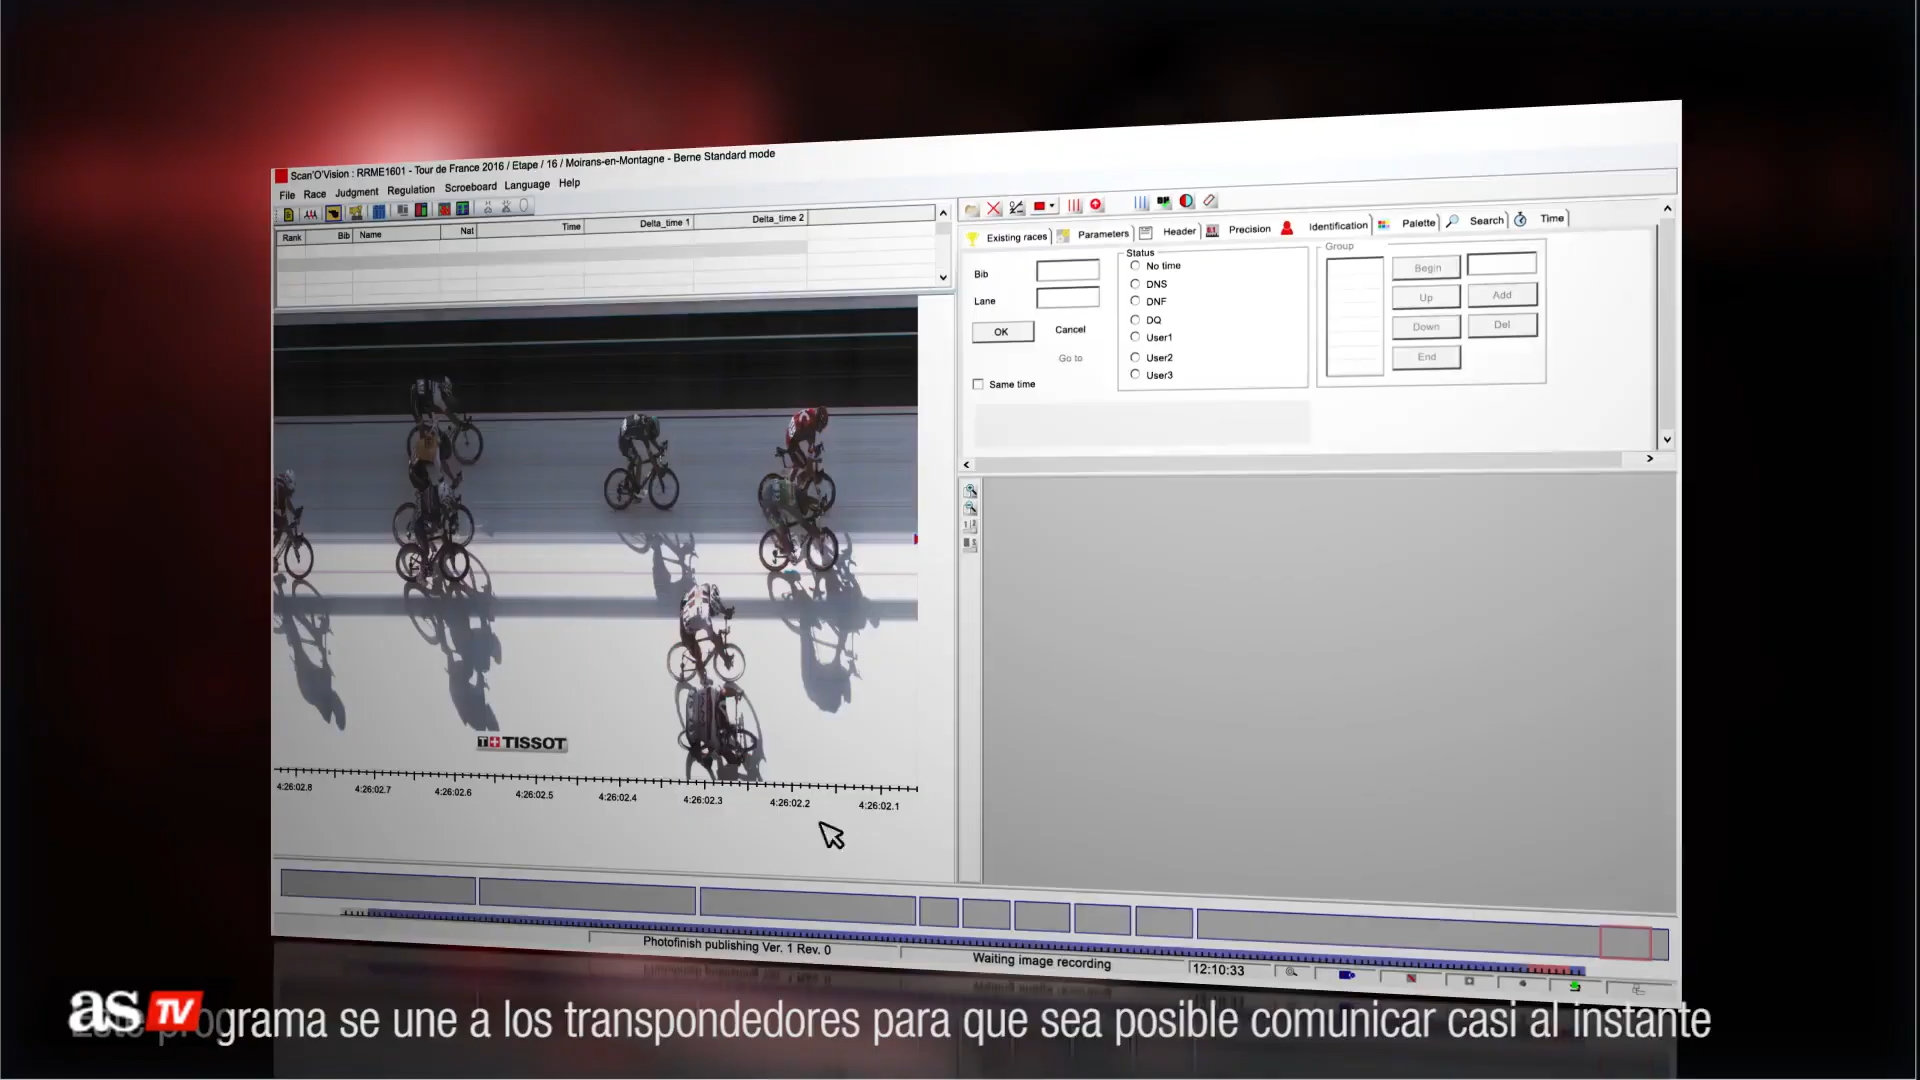 Scan'O'Vision : RRME1601 - Tour de France 2016 / Etape / 16 / Moirans-en-Montagne - Berne Standard mode
File Race Judgment Regulation Scroeboard Language Help
Rank Bib Name Nat Time Delta_time 1 Delta_time 2
Existing races Parameters Header Precision Identification Palette Search Time
Bib
Lane
OK Cancel
Go to
Same time
Status
No time
DNS
DNF
DQ
User1
User2
User3
Group
Begin
Up Add
Down Del
End
T+ TISSOT
4:26:02.8 4:26:02.7 4:26:02.6 4:26:02.5 4:26:02.4 4:26:02.3 4:26:02.2 4:26:02.1
Photofinish publishing Ver. 1 Rev. 0 Waiting image recording 12:10:33
as TV
Este programa se une a los transpondedores para que sea posible comunicar casi al instante